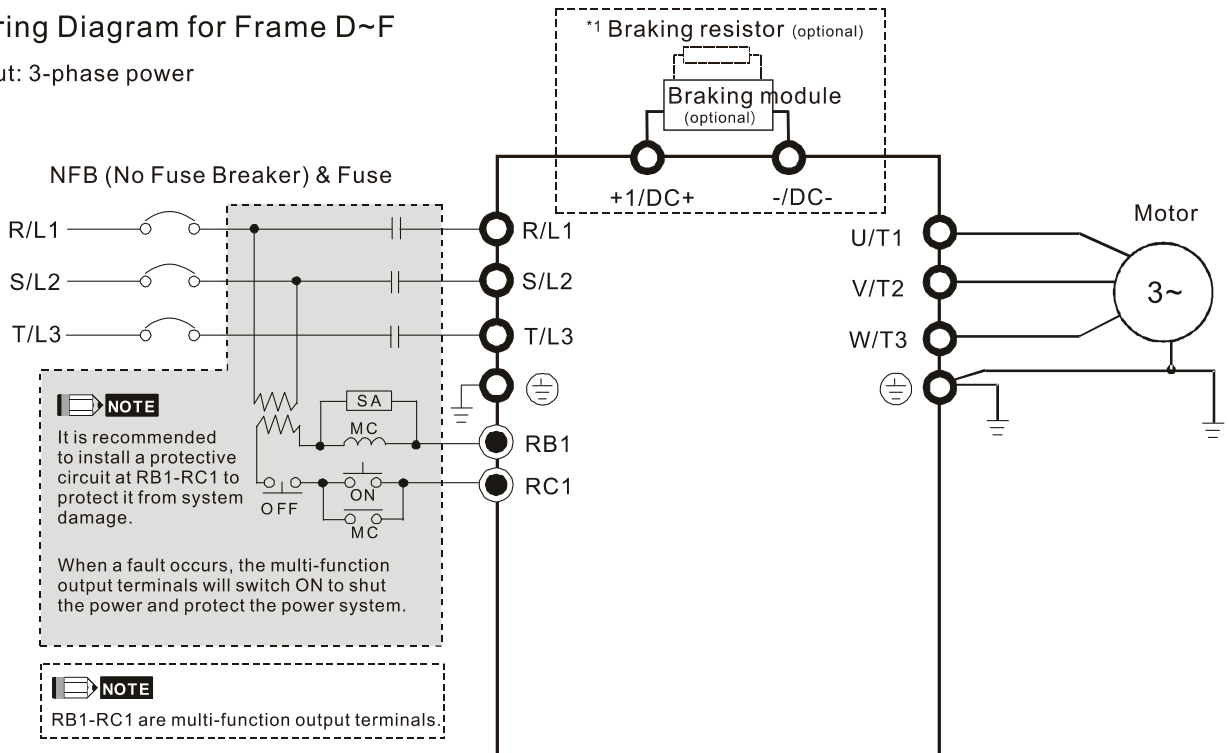 ring Diagram for Frame D~F
ut: 3-phase power
*1 Braking resistor (optional)
Braking module
(optional)
+1/DC+
-/DC-
NFB (No Fuse Breaker) & Fuse
R/L1
R/L1
S/L2
S/L2
T/L3
T/L3
U/T1
V/T2
W/T3
Motor
3~
NOTE
It is recommended
to install a protective
circuit at RB1-RC1 to
protect it from system
damage.
SA
MC
RB1
OFF
ON
MC
RC1
When a fault occurs, the multi-function
output terminals will switch ON to shut
the power and protect the power system.
NOTE
RB1-RC1 are multi-function output terminals.